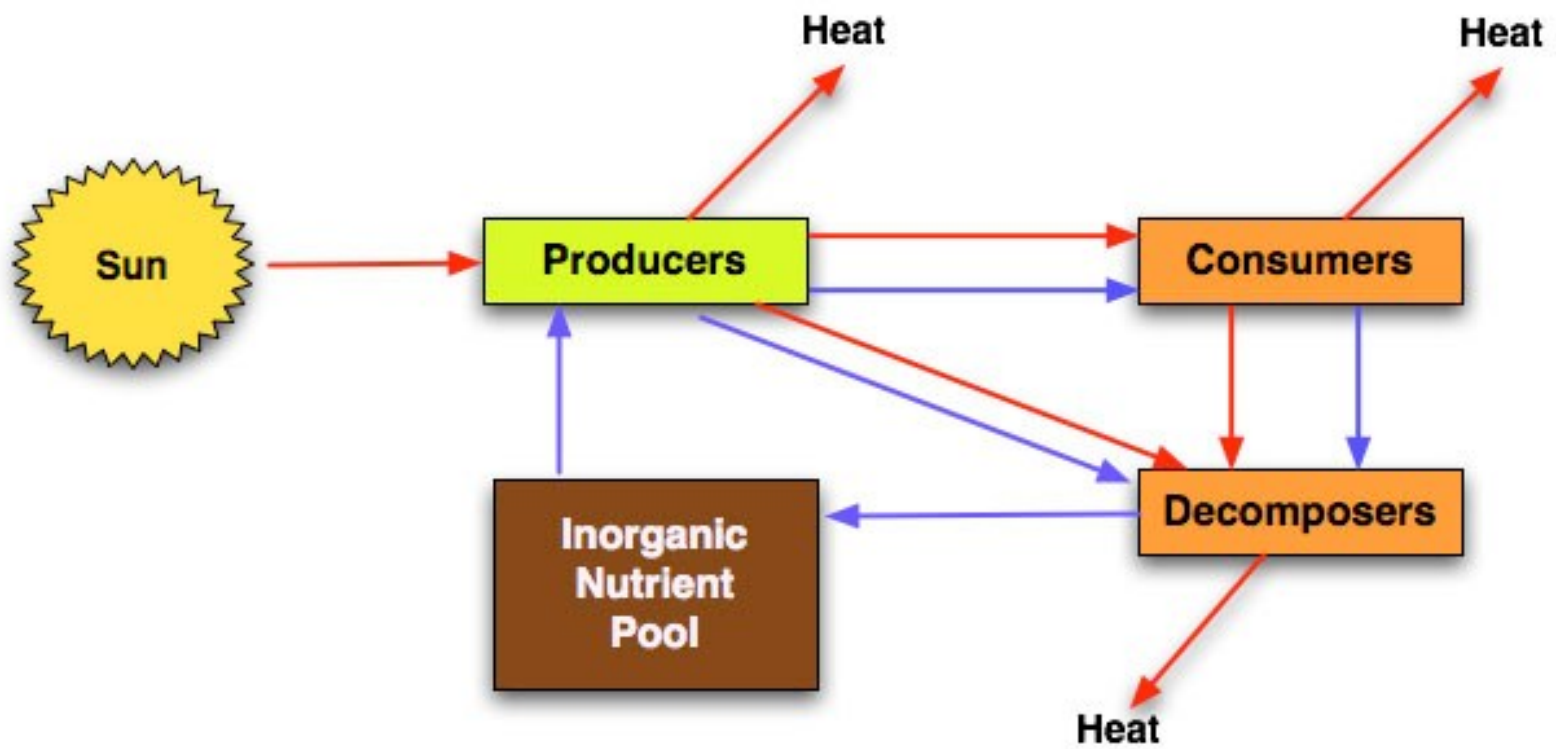 Heat
Heat
Sun
Producers
Consumers
Decomposers
Inorganic
Nutrient
Pool
Heat